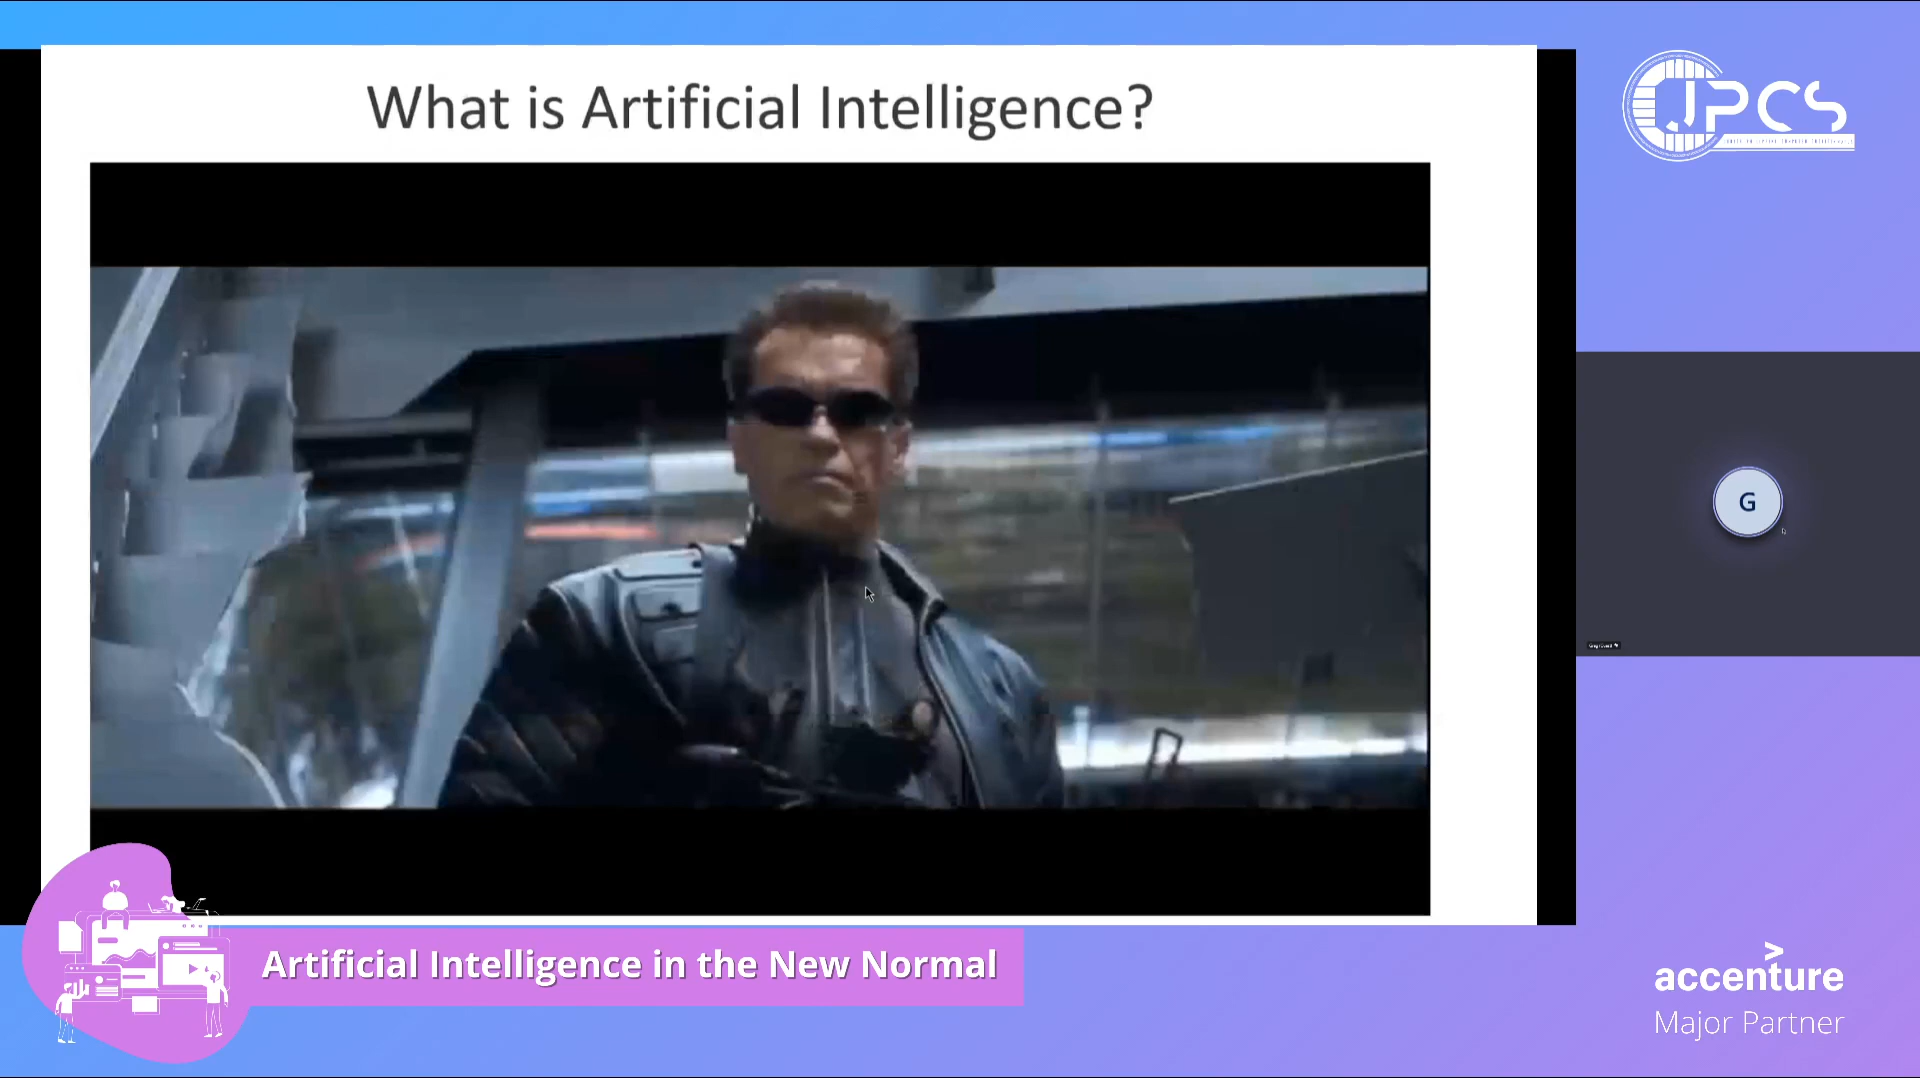 What is Artificial Intelligence?
JPCS
G
Artificial Intelligence in the New Normal
>
accenture
Major Partner